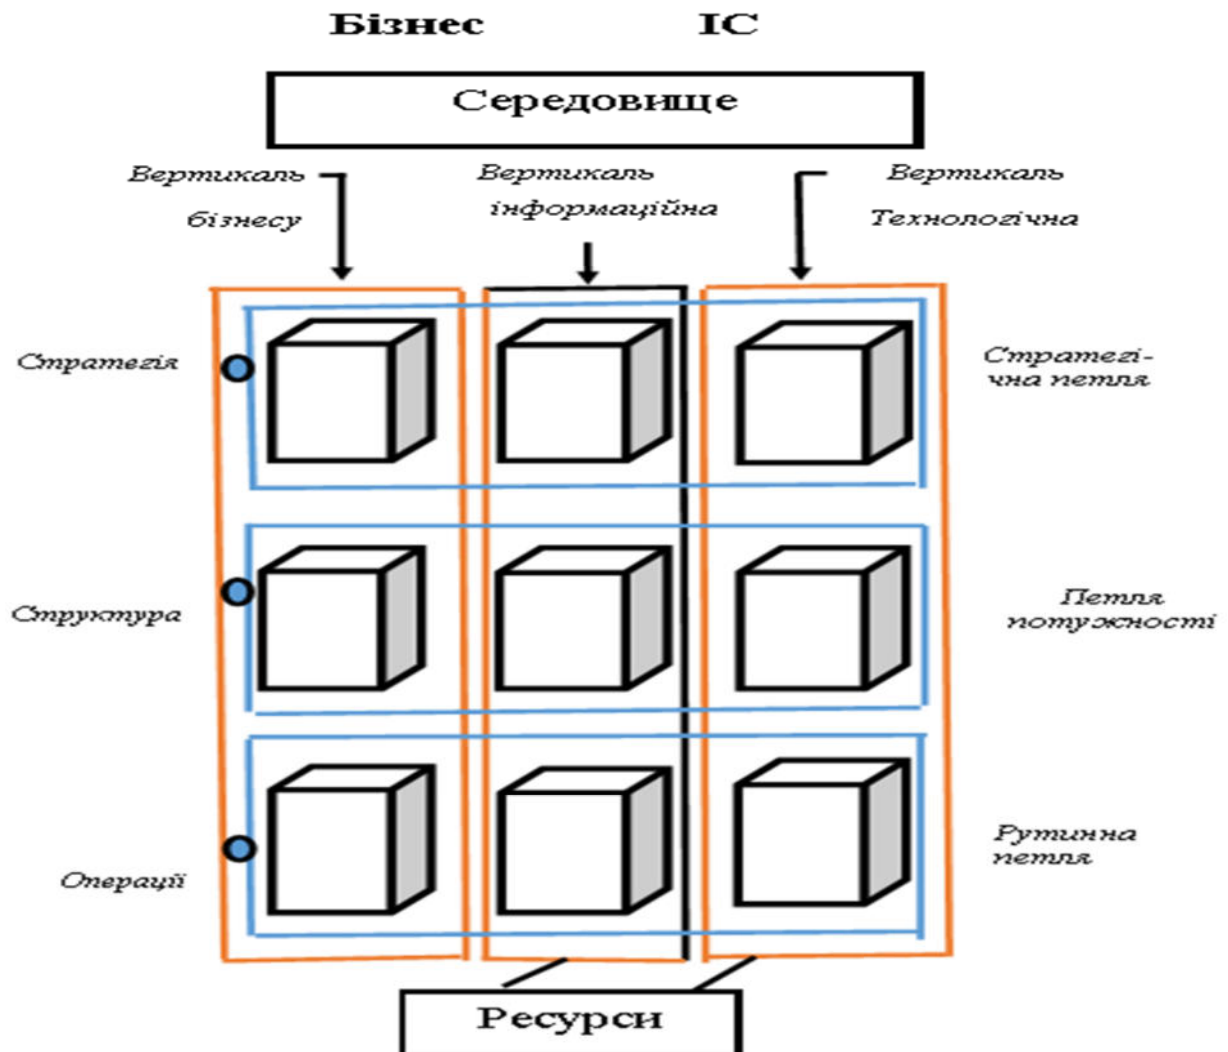 Бізнес ІС
Середовище
Вертикаль
бізнесу
Вертикаль
інформаційна
Вертикаль
Технологічна
Стратегія
Стратегі-
чна петля
Структура
Петля
потужності
Операції
Рутинна
петля
Ресурси